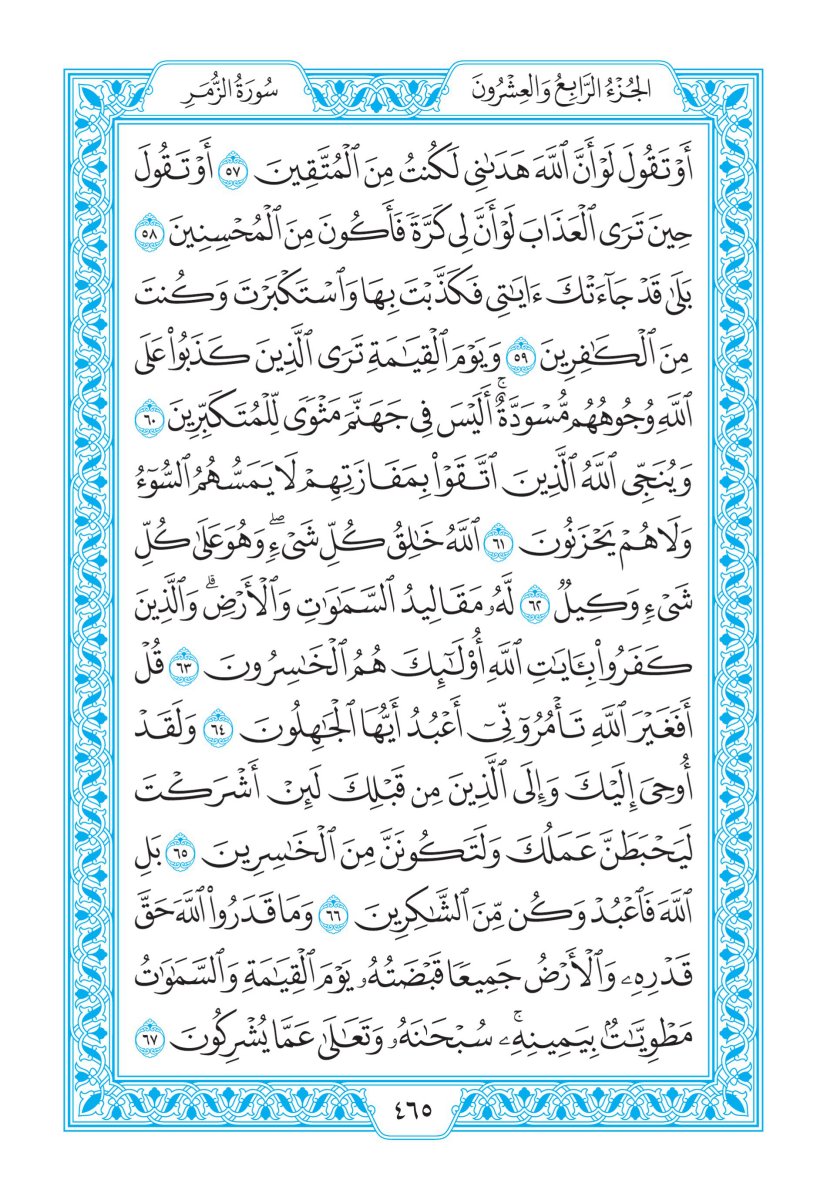 الجُزْءُ الرَّابِعُ وَالعِشْرُونَ
سُورَةُ الزُّمَرِ
أَوْ تَقُولَ لَوْ أَنَّ ٱللَّهَ هَدَىٰنِى لَكُنتُ مِنَ ٱلْمُتَّقِينَ ٥٧ أَوْ تَقُولَ
حِينَ تَرَى ٱلْعَذَابَ لَوْ أَنَّ لِى كَرَّةً فَأَكُونَ مِنَ ٱلْمُحْسِنِينَ ٥٨
بَلَىٰ قَدْ جَآءَتْكَ ءَايَٰتِى فَكَذَّبْتَ بِهَا وَٱسْتَكْبَرْتَ وَكُنتَ
مِنَ ٱلْكَٰفِرِينَ ٥٩ وَيَوْمَ ٱلْقِيَٰمَةِ تَرَى ٱلَّذِينَ كَذَبُوا۟ عَلَى
ٱللَّهِ وُجُوهُهُم مُّسْوَدَّةٌ ۚ أَلَيْسَ فِى جَهَنَّمَ مَثْوًى لِّلْمُتَكَبِّرِينَ ٦٠
وَيُنَجِّى ٱللَّهُ ٱلَّذِينَ ٱتَّقَوْا۟ بِمَفَازَتِهِمْ لَا يَمَسُّهُمُ ٱلسُّوٓءُ
وَلَا هُمْ يَحْزَنُونَ ٦١ ٱللَّهُ خَٰلِقُ كُلِّ شَىْءٍ ۖ وَهُوَ عَلَىٰ كُلِّ
شَىْءٍ وَكِيلٌ ٦٢ لَّهُۥ مَقَالِيدُ ٱلسَّمَٰوَٰتِ وَٱلْأَرْضِ ۗ وَٱلَّذِينَ
كَفَرُوا۟ بِـَٔايَٰتِ ٱللَّهِ أُو۟لَٰٓئِكَ هُمُ ٱلْخَٰسِرُونَ ٦٣ قُلْ
أَفَغَيْرَ ٱللَّهِ تَأْمُرُوٓنِّىٓ أَعْبُدُ أَيُّهَا ٱلْجَٰهِلُونَ ٦٤ وَلَقَدْ
أُوحِىَ إِلَيْكَ وَإِلَى ٱلَّذِينَ مِن قَبْلِكَ لَئِنْ أَشْرَكْتَ
لَيَحْبَطَنَّ عَمَلُكَ وَلَتَكُونَنَّ مِنَ ٱلْخَٰسِرِينَ ٦٥ بَلِ
ٱللَّهَ فَٱعْبُدْ وَكُن مِّنَ ٱلشَّٰكِرِينَ ٦٦ وَمَا قَدَرُوا۟ ٱللَّهَ حَقَّ
قَدْرِهِۦ وَٱلْأَرْضُ جَمِيعًا قَبْضَتُهُۥ يَوْمَ ٱلْقِيَٰمَةِ وَٱلسَّمَٰوَٰتُ
مَطْوِيَّٰتٌۢ بِيَمِينِهِۦ ۚ سُبْحَٰنَهُۥ وَتَعَٰلَىٰ عَمَّا يُشْرِكُونَ ٦٧
٤٦٥